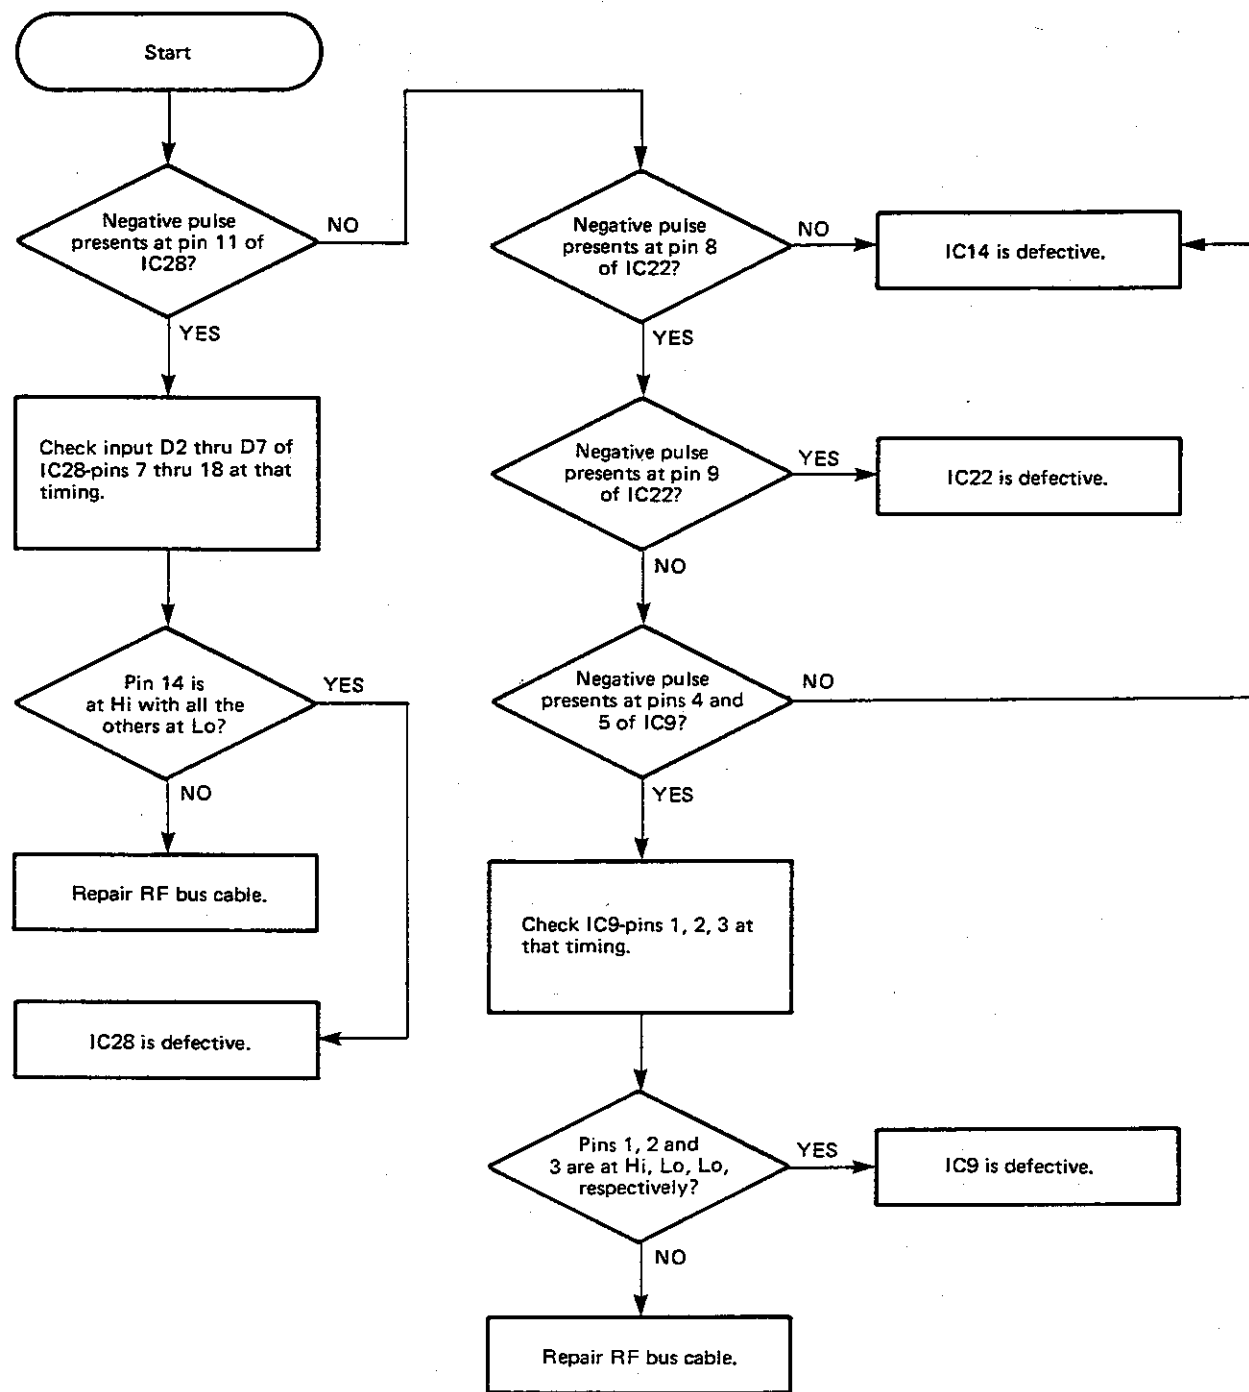 Start
Negative pulse
presents at pin 11 of
IC28?
NO
YES
Check input D2 thru D7 of
IC28-pins 7 thru 18 at that
timing.
Pin 14 is
at Hi with all the
others at Lo?
YES
NO
Repair RF bus cable.
IC28 is defective.
Negative pulse
presents at pin 8
of IC22?
NO
IC14 is defective.
YES
Negative pulse
presents at pin 9
of IC22?
YES
IC22 is defective.
NO
Negative pulse
presents at pins 4 and
5 of IC9?
NO
YES
Check IC9-pins 1, 2, 3 at
that timing.
Pins 1, 2 and
3 are at Hi, Lo, Lo,
respectively?
YES
IC9 is defective.
NO
Repair RF bus cable.